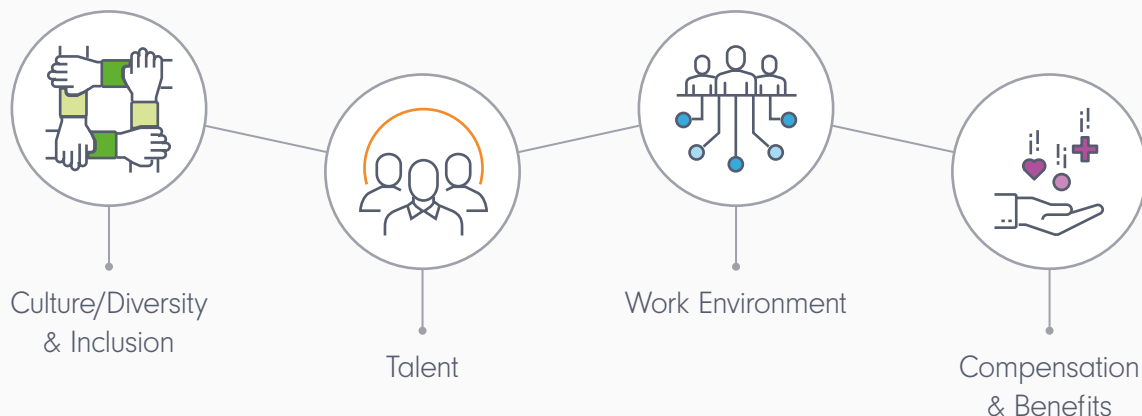 Culture/Diversity
& Inclusion
Talent
Work Environment
Compensation
& Benefits